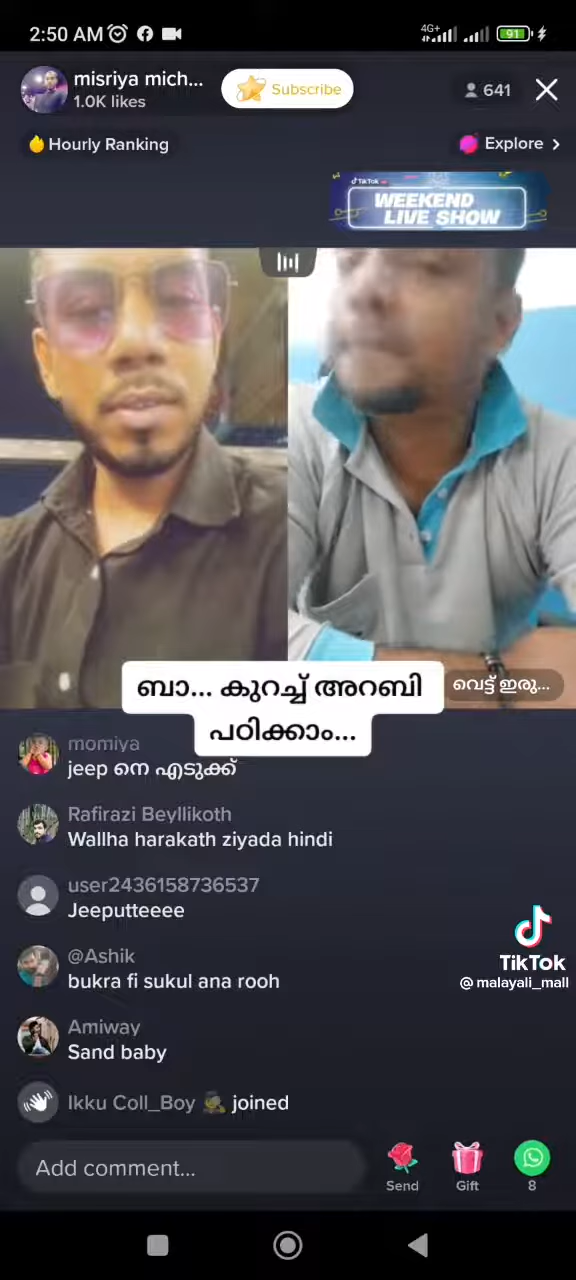 2:50 AM
4G+
91
misriya mich...
1.0K likes
Subscribe
641
Hourly Ranking
Explore >
TikTok
WEEKEND
LIVE SHOW
ബാ... കുറച്ച് അറബി
പഠിക്കാം...
വെട്ട് ഇരു...
momiya
jeep നെ എടുക്ക്
Rafirazi Beyllikoth
Wallha harakath ziyada hindi
user2436158736537
Jeeputteeee
@Ashik
bukra fi sukul ana rooh
Amiway
Sand baby
Ikku Coll_Boy joined
TikTok
@malayali_mall
Add comment...
Send
Gift
8